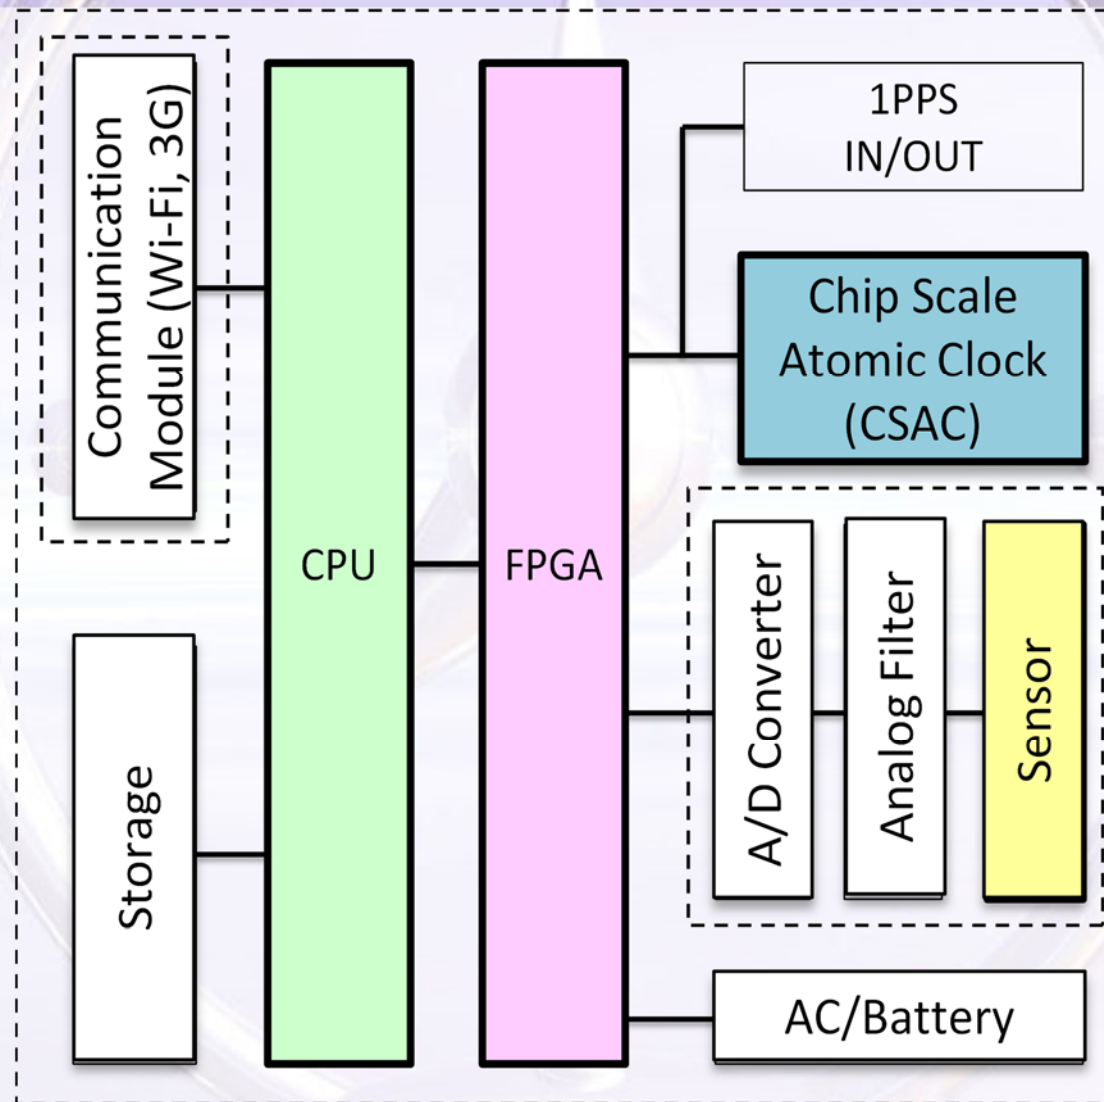 Communication
Module (Wi-Fi, 3G)
Storage
CPU
FPGA
1PPS
IN/OUT
Chip Scale
Atomic Clock
(CSAC)
A/D Converter
Analog Filter
Sensor
AC/Battery